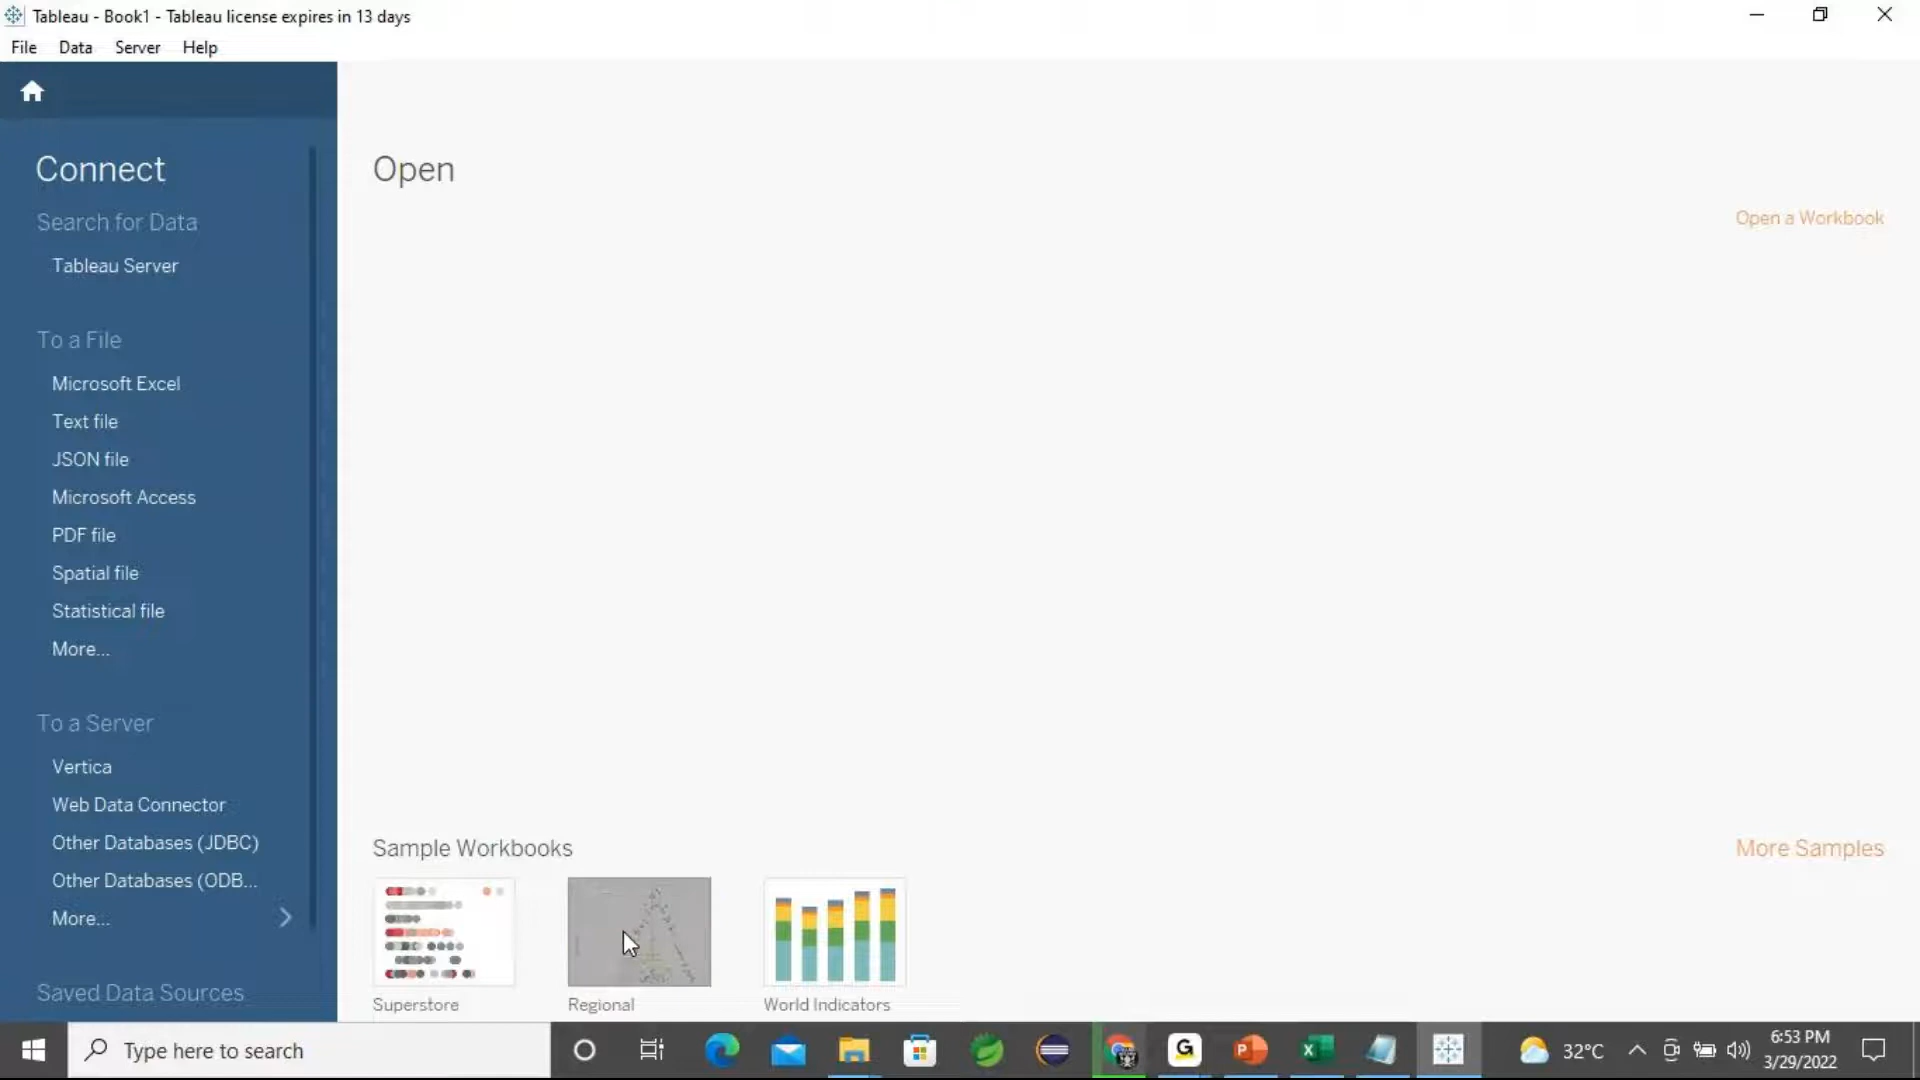 Tableau - Book1 - Tableau license expires in 13 days
File Data Server Help
Connect
Search for Data
Tableau Server
To a File
Microsoft Excel
Text file
JSON file
Microsoft Access
PDF file
Spatial file
Statistical file
More...
To a Server
Vertica
Web Data Connector
Other Databases (JDBC)
Other Databases (ODB...
More...
Saved Data Sources
Open
Open a Workbook
Sample Workbooks
More Samples
Superstore
Regional
World Indicators
Type here to search
32°C
6:53 PM
3/29/2022